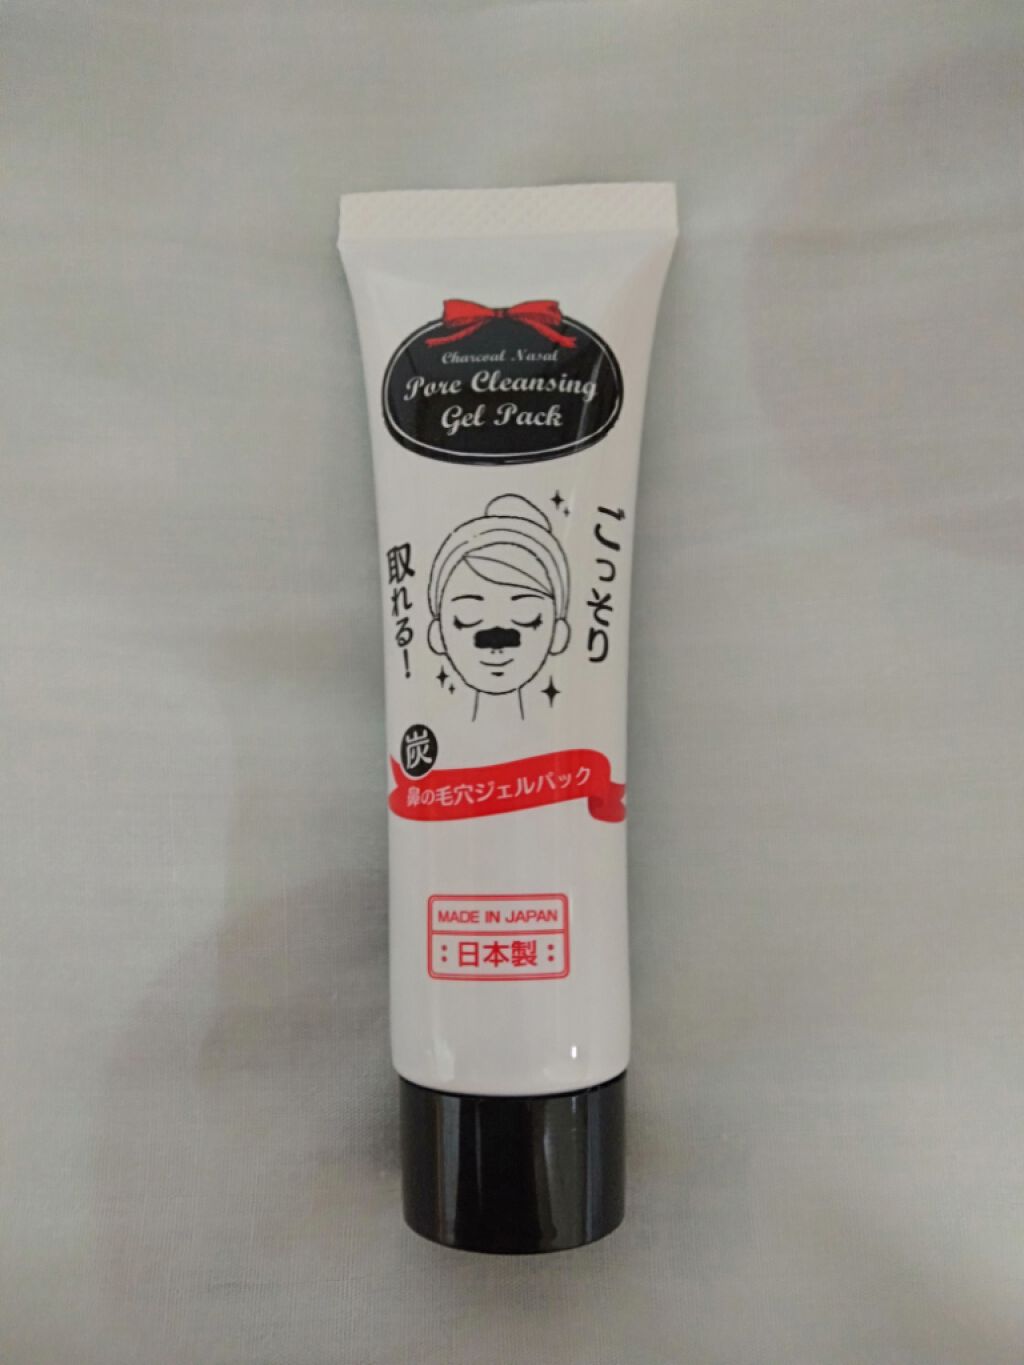 Charcoal Nasal
Pore Cleansing
Gel Pack
ごっそり
取れる!
炭
鼻の毛穴ジェルパック
MADE IN JAPAN
:日本製: